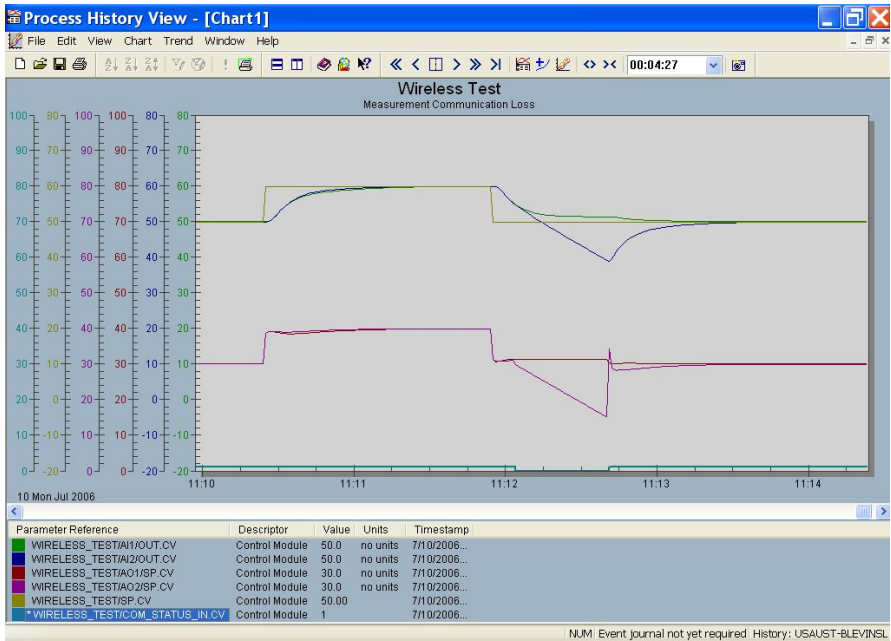 Process History View - [Chart1]
File Edit View Chart Trend Window Help
00:04:27
Wireless Test
Measurement Communication Loss
100 80 100 100 80 80
90 70 90 90 70 70
80 60 80 80 60 60
70 50 70 70 50 50
60 40 60 60 40 40
50 30 50 50 30 30
40 20 40 40 20 20
30 10 30 30 10 10
20 0 20 20 0 0
10 -10 10 10 -10 -10
0 -20 0 0 -20 -20
11:10 11:11 11:12 11:13 11:14
10 Mon Jul 2006
Parameter Reference Descriptor Value Units Timestamp
WIRELESS_TEST/AI1/OUT.CV Control Module 50.0 no units 7/10/2006...
WIRELESS_TEST/AI2/OUT.CV Control Module 50.0 no units 7/10/2006...
WIRELESS_TEST/AO1/SP.CV Control Module 30.0 no units 7/10/2006...
WIRELESS_TEST/AO2/SP.CV Control Module 30.0 no units 7/10/2006...
WIRELESS_TEST/SP.CV Control Module 50.00 7/10/2006...
* WIRELESS_TEST/COM_STATUS_IN.CV Control Module 1 7/10/2006...
NUM Event journal not yet required History: USAUST-BLEVINSL